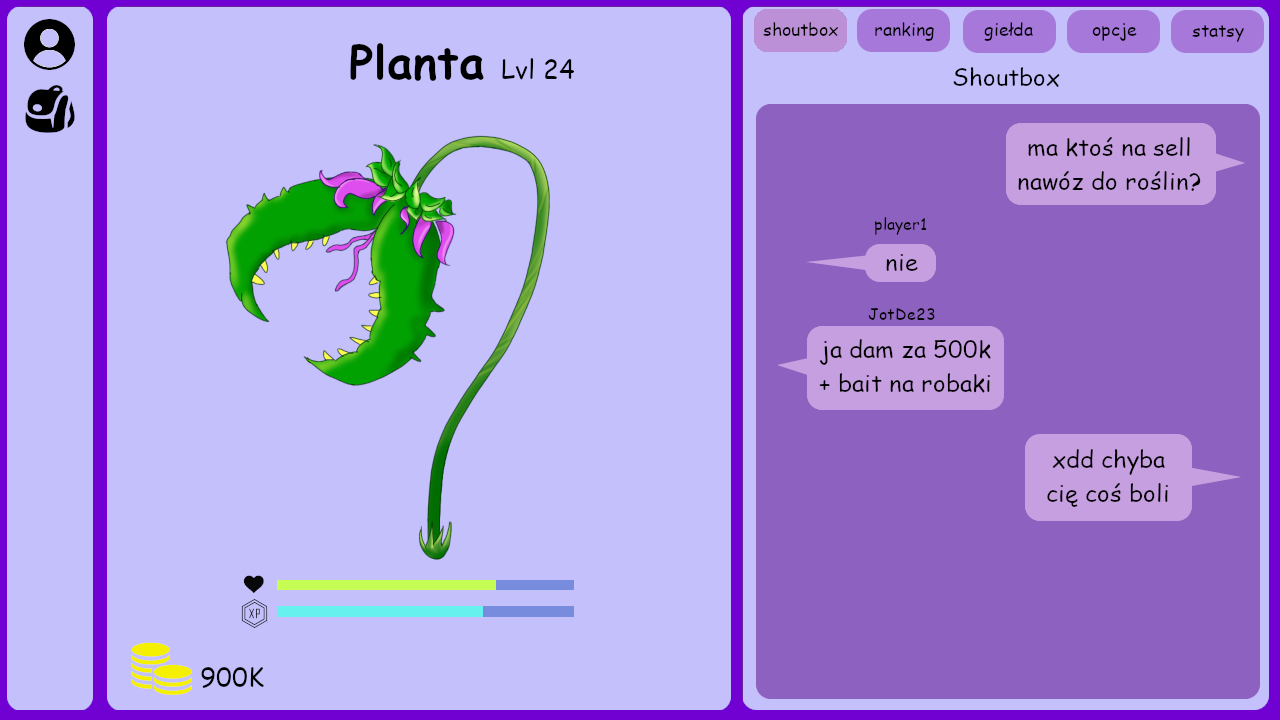 Planta Lvl 24
XP
900K
shoutbox ranking giełda opcje statsy
Shoutbox
ma ktoś na sell
nawóz do roślin?
player1
nie
JotDe23
ja dam za 500k
+ bait na robaki
xdd chyba
cię coś boli